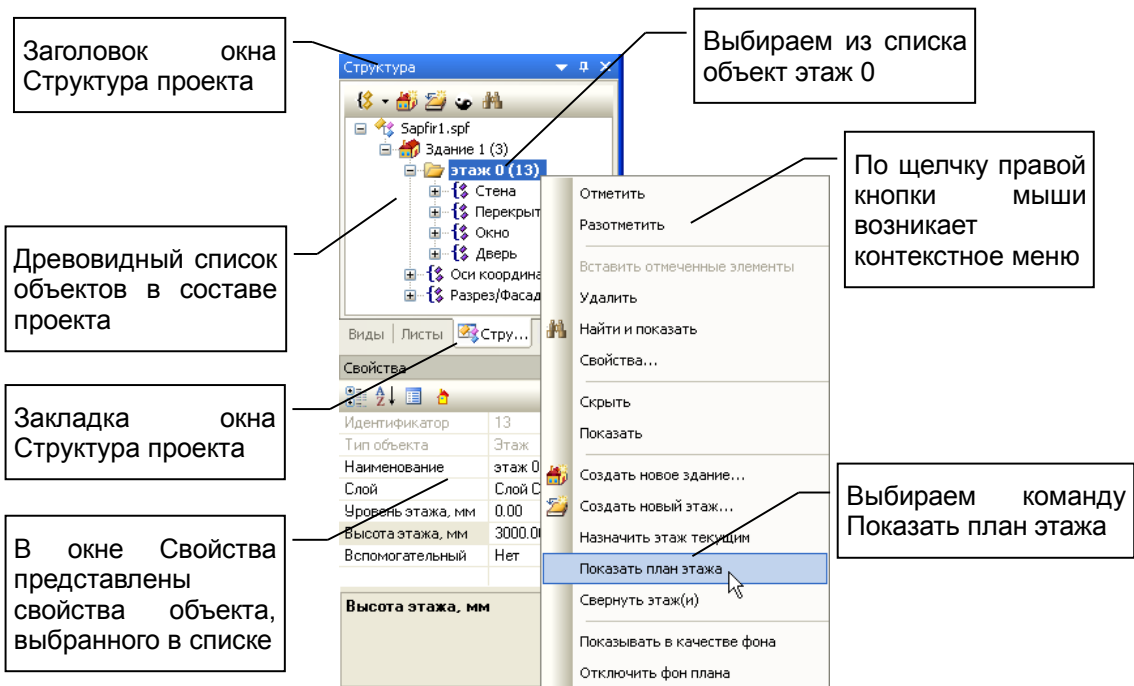 Заголовок окна
Структура проекта
Выбираем из списка
объект этаж 0
Структура
Sapfir1.spf
Здание 1 (3)
этаж 0 (13)
Стена
Перекрыт
Окно
Дверь
Оси координа
Разрез/Фасад
Древовидный список
объектов в составе
проекта
По щелчку правой
кнопки мыши
возникает
контекстное меню
Отметить
Разотметить
Вставить отмеченные элементы
Удалить
Найти и показать
Свойства...
Скрыть
Показать
Создать новое здание...
Создать новый этаж...
Назначить этаж текущим
Показать план этажа
Свернуть этаж(и)
Показывать в качестве фона
Отключить фон плана
Виды Листы Стру...
Закладка окна
Структура проекта
Свойства
Идентификатор 13
Тип объекта Этаж
Наименование этаж 0
Слой Слой С
Уровень этажа, мм 0.00
Высота этажа, мм 3000.00
Вспомогательный Нет
Высота этажа, мм
Выбираем команду
Показать план этажа
В окне Свойства
представлены
свойства объекта,
выбранного в списке